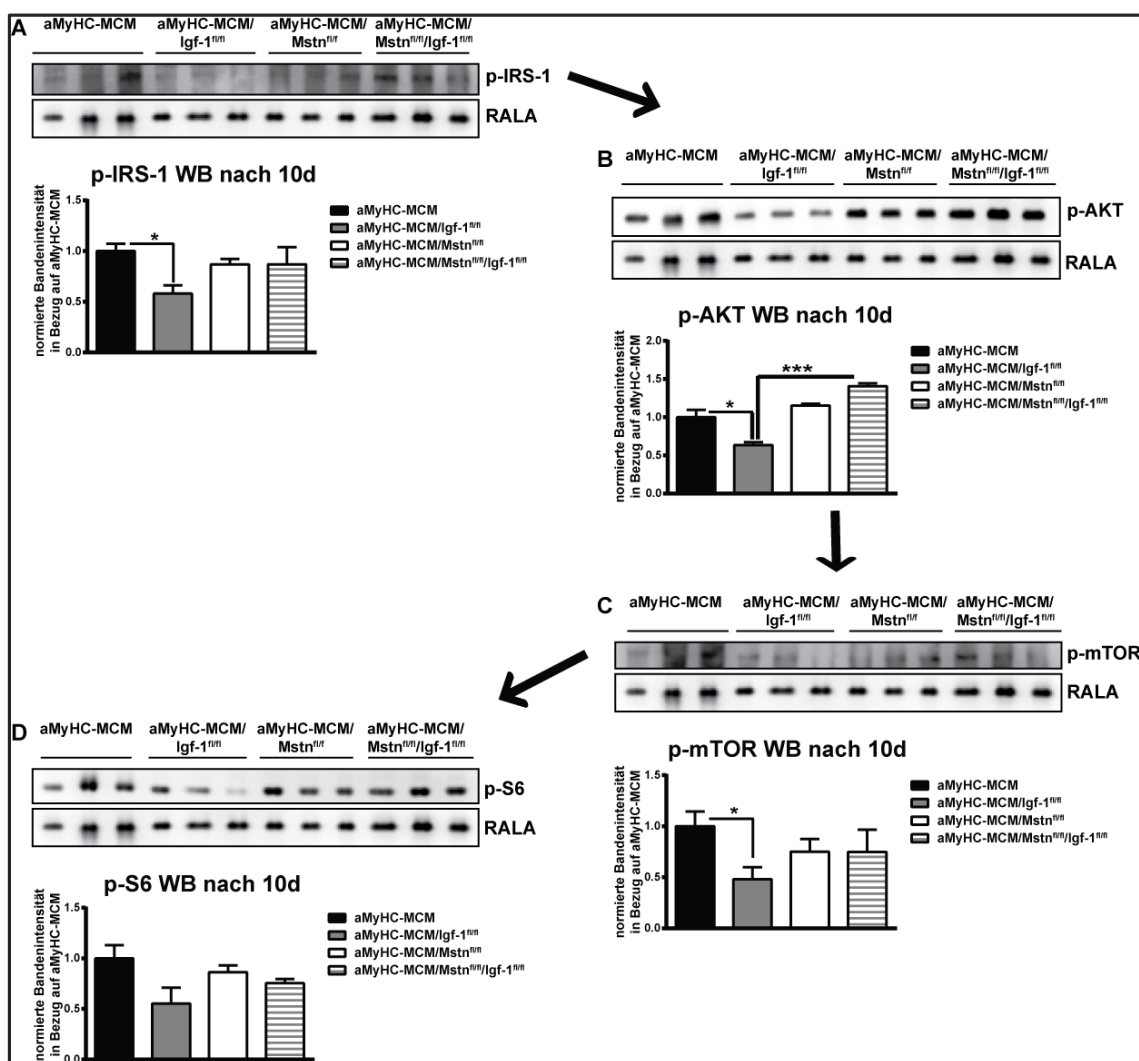 A
aMyHC-MCM
aMyHC-MCM/
Igf-1fl/fl
aMyHC-MCM/
Mstnfl/f
aMyHC-MCM/
Mstnfl/fl/Igf-1fl/fl
p-IRS-1
RALA
p-IRS-1 WB nach 10d
normierte Bandenintensität
in Bezug auf aMyHC-MCM
1.5
1.0
0.5
0.0
*
aMyHC-MCM
aMyHC-MCM/Igf-1fl/fl
aMyHC-MCM/Mstnfl/fl
aMyHC-MCM/Mstnfl/fl/Igf-1fl/fl
B
aMyHC-MCM
aMyHC-MCM/
Igf-1fl/fl
aMyHC-MCM/
Mstnfl/f
aMyHC-MCM/
Mstnfl/fl/Igf-1fl/fl
p-AKT
RALA
p-AKT WB nach 10d
normierte Bandenintensität
in Bezug auf aMyHC-MCM
2.0
1.5
1.0
0.5
0.0
*
***
aMyHC-MCM
aMyHC-MCM/Igf-1fl/fl
aMyHC-MCM/Mstnfl/fl
aMyHC-MCM/Mstnfl/fl/Igf-1fl/fl
C
aMyHC-MCM
aMyHC-MCM/
Igf-1fl/fl
aMyHC-MCM/
Mstnfl/f
aMyHC-MCM/
Mstnfl/fl/Igf-1fl/fl
p-mTOR
RALA
p-mTOR WB nach 10d
normierte Bandenintensität
in Bezug auf aMyHC-MCM
1.5
1.0
0.5
0.0
*
aMyHC-MCM
aMyHC-MCM/Igf-1fl/fl
aMyHC-MCM/Mstnfl/fl
aMyHC-MCM/Mstnfl/fl/Igf-1fl/fl
D
aMyHC-MCM
aMyHC-MCM/
Igf-1fl/fl
aMyHC-MCM/
Mstnfl/f
aMyHC-MCM/
Mstnfl/fl/Igf-1fl/fl
p-S6
RALA
p-S6 WB nach 10d
normierte Bandenintensität
in Bezug auf aMyHC-MCM
1.5
1.0
0.5
0.0
aMyHC-MCM
aMyHC-MCM/Igf-1fl/fl
aMyHC-MCM/Mstnfl/fl
aMyHC-MCM/Mstnfl/fl/Igf-1fl/fl